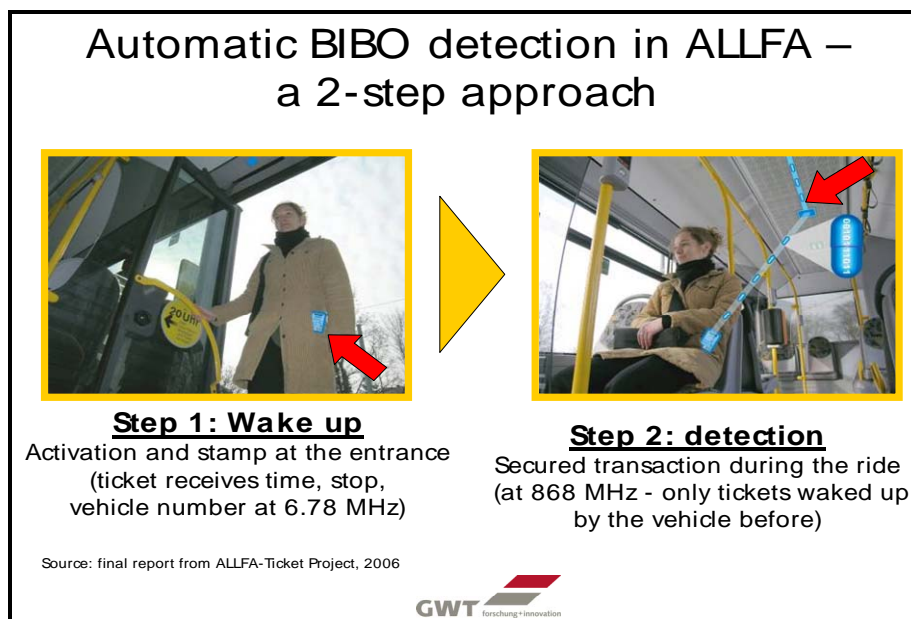 Automatic BIBO detection in ALLFA –
a 2-step approach
20 UHR
00101011
Step 1: Wake up
Activation and stamp at the entrance
(ticket receives time, stop,
vehicle number at 6.78 MHz)
Step 2: detection
Secured transaction during the ride
(at 868 MHz - only tickets waked up
by the vehicle before)
Source: final report from ALLFA-Ticket Project, 2006
GWT forschung+innovation